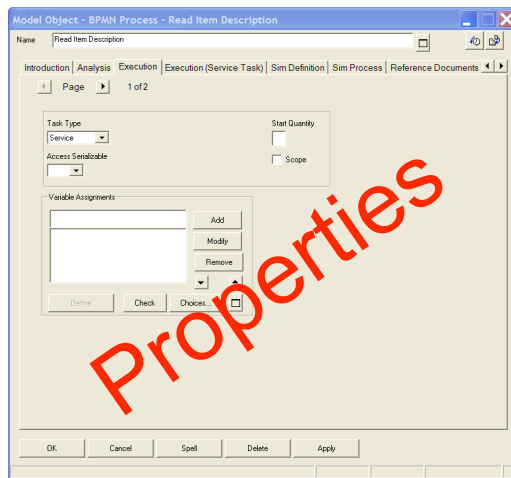 Model Object - BPMN Process - Read Item Description
Name Read Item Description
Introduction Analysis Execution Execution (Service Task) Sim Definition Sim Process Reference Documents
Page 1 of 2
Task Type
Service
Start Quantity
Access Serializable
Scope
Variable Assignments
Add
Modify
Remove
Define Check Choices...
Properties
OK Cancel Spell Delete Apply